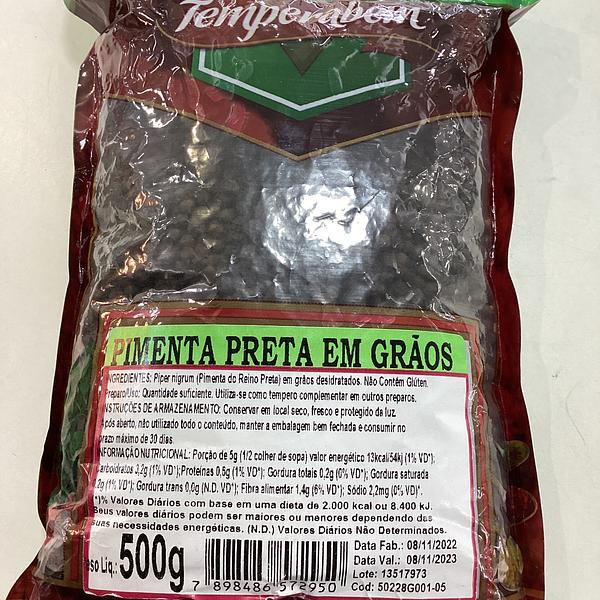 Temperabem
PIMENTA PRETA EM GRÃOS
INGREDIENTES: Piper nigrum (Pimenta do Reino Preta) em grãos desidratados. Não Contém Glúten.
Preparo/Uso: Quantidade suficiente. Utiliza-se como tempero complementar em outros preparos.
INSTRUÇÕES DE ARMAZENAMENTO: Conservar em local seco, fresco e protegido da luz.
Após aberto, não utilizado todo o conteúdo, manter a embalagem bem fechada e consumir no
prazo máximo de 30 dias.
INFORMAÇÃO NUTRICIONAL: Porção de 5g (1/2 colher de sopa) valor energético 13kcal/54kj (1% VD*);
carboidratos 3,2g (1% VD*);Proteínas 0,5g (1% VD*); Gordura totais 0,2g (0% VD*); Gordura saturada
2g (1% VD*); Gordura trans 0,0g (N.D. VD*); Fibra alimentar 1,4g (6% VD*); Sódio 2,2mg (0% VD)*.
*)% Valores Diários com base em uma dieta de 2.000 kcal ou 8.400 kJ.
Seus valores diários podem ser maiores ou menores dependendo das
suas necessidades energéticas. (N.D.) Valores Diários Não Determinados.
eso Líq.: 500g
7 898486 572950
Data Fab.: 08/11/2022
Data Val.: 08/11/2023
Lote: 13517973
Cód: 50228G001-05